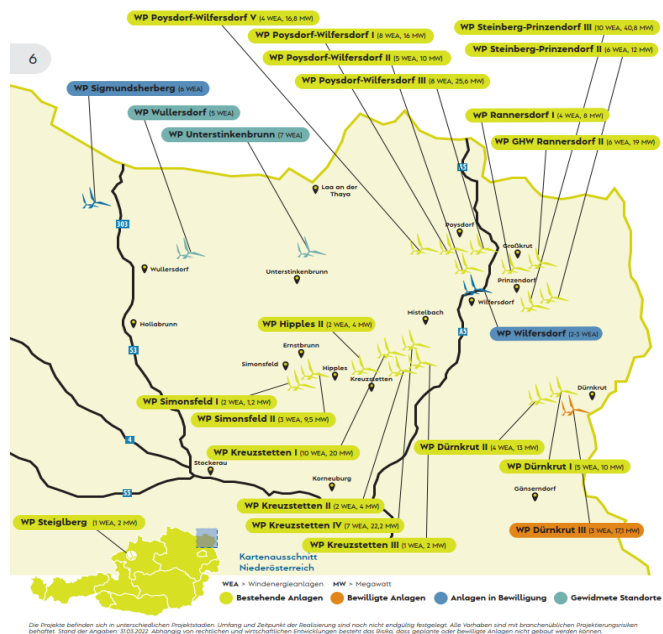 WP Poysdorf-Wilfersdorf V (4 WEA, 16,8 MW)
WP Steinberg-Prinzendorf III (10 WEA, 40,8 MW)
WP Poysdorf-Wilfersdorf I (8 WEA, 16 MW)
WP Steinberg-Prinzendorf II (6 WEA, 12 MW)
6
WP Poysdorf-Wilfersdorf II (5 WEA, 10 MW)
WP Poysdorf-Wilfersdorf III (8 WEA, 25,6 MW)
WP Sigmundsherberg (6 WEA)
WP Wullersdorf (5 WEA)
WP Rannersdorf I (4 WEA, 8 MW)
WP Unterstinkenbrunn (7 WEA)
WP GHW Rannersdorf II (6 WEA, 19 MW)
A5
Laa an der
Thaya
303
Poysdorf
Großkrut
Wullersdorf
Unterstinkenbrunn
Prinzendorf
Wilfersdorf
Mistelbach
Hollabrunn
WP Hipples II (2 WEA, 4 MW)
A5
WP Wilfersdorf (2-3 WEA)
S3
Ernstbrunn
Simonsfeld
Hipples
Kreuzstetten
Dürnkrut
WP Simonsfeld I (2 WEA, 1,2 MW)
WP Simonsfeld II (3 WEA, 9,5 MW)
4
WP Kreuzstetten I (10 WEA, 20 MW)
WP Dürnkrut II (4 WEA, 13 MW)
Stockerau
WP Dürnkrut I (5 WEA, 10 MW)
Korneuburg
Gänserndorf
S5
WP Kreuzstetten II (2 WEA, 4 MW)
WP Steiglberg (1 WEA, 2 MW)
WP Kreuzstetten IV (7 WEA, 22,2 MW)
WP Dürnkrut III (3 WEA, 17,1 MW)
WP Kreuzstetten III (1 WEA, 2 MW)
Kartenausschnitt
Niederösterreich
WEA > Windenergieanlagen MW > Megawatt
Bestehende Anlagen Bewilligte Anlagen Anlagen in Bewilligung Gewidmete Standorte
Die Projekte befinden sich in unterschiedlichen Projektstadien. Umfang und Zeitpunkt der Realisierung sind noch nicht endgültig festgelegt. Alle Vorhaben sind mit branchenüblichen Projektierungsrisiken
behaftet. Stand der Angaben: 31.03.2022. Abhängig von rechtlichen und wirtschaftlichen Entwicklungen besteht das Risiko, dass geplante oder bewilligte Anlagen nicht gebaut werden können.